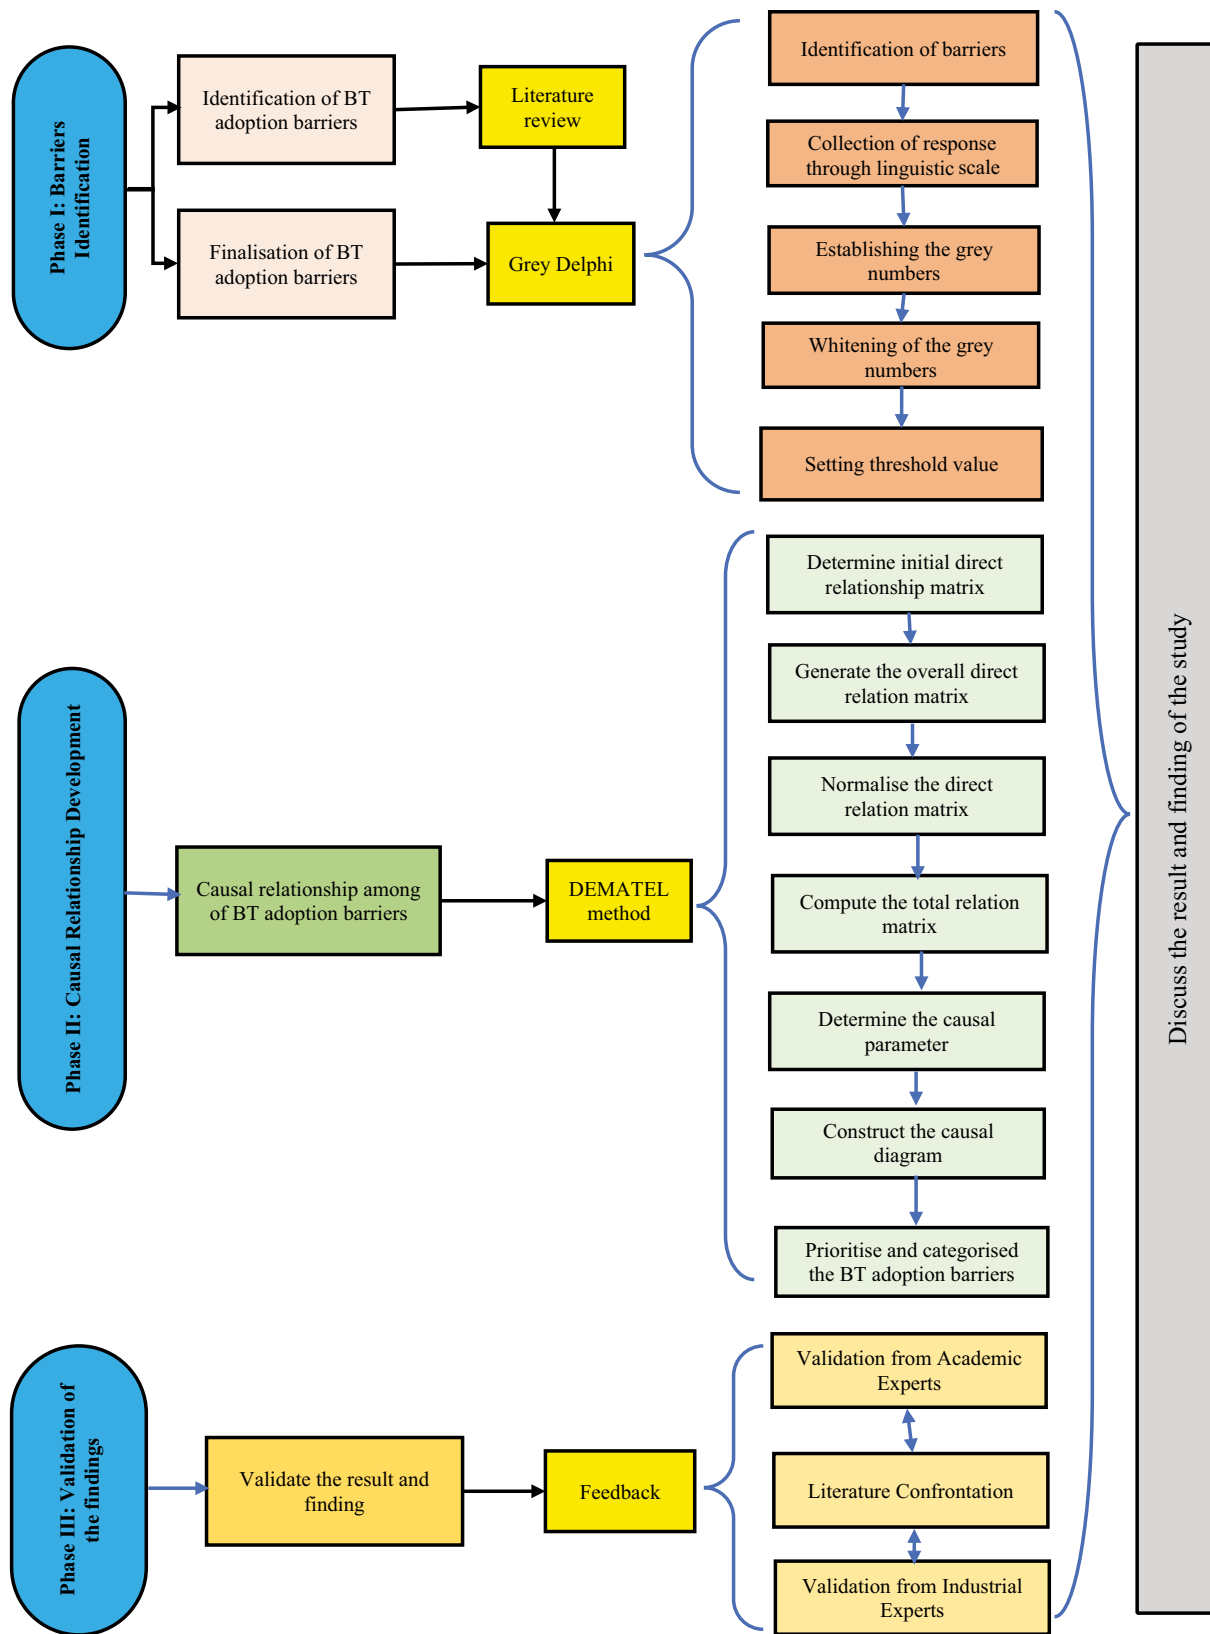 Phase I: Barriers
Identification
Identification of BT
adoption barriers
Literature
review
Finalisation of BT
adoption barriers
Grey Delphi
Identification of barriers
Collection of response
through linguistic scale
Establishing the grey
numbers
Whitening of the grey
numbers
Setting threshold value
Phase II: Causal Relationship Development
Causal relationship among
of BT adoption barriers
DEMATEL
method
Determine initial direct
relationship matrix
Generate the overall direct
relation matrix
Normalise the direct
relation matrix
Compute the total relation
matrix
Determine the causal
parameter
Construct the causal
diagram
Prioritise and categorised
the BT adoption barriers
Phase III: Validation of
the findings
Validate the result and
finding
Feedback
Validation from Academic
Experts
Literature Confrontation
Validation from Industrial
Experts
Discuss the result and finding of the study